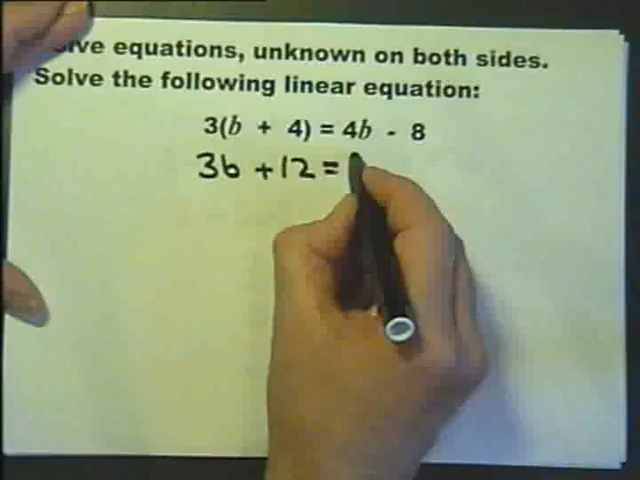 equations, unknown on both sides.
Solve the following linear equation:
3(b + 4) = 4b - 8
3b + 12 =